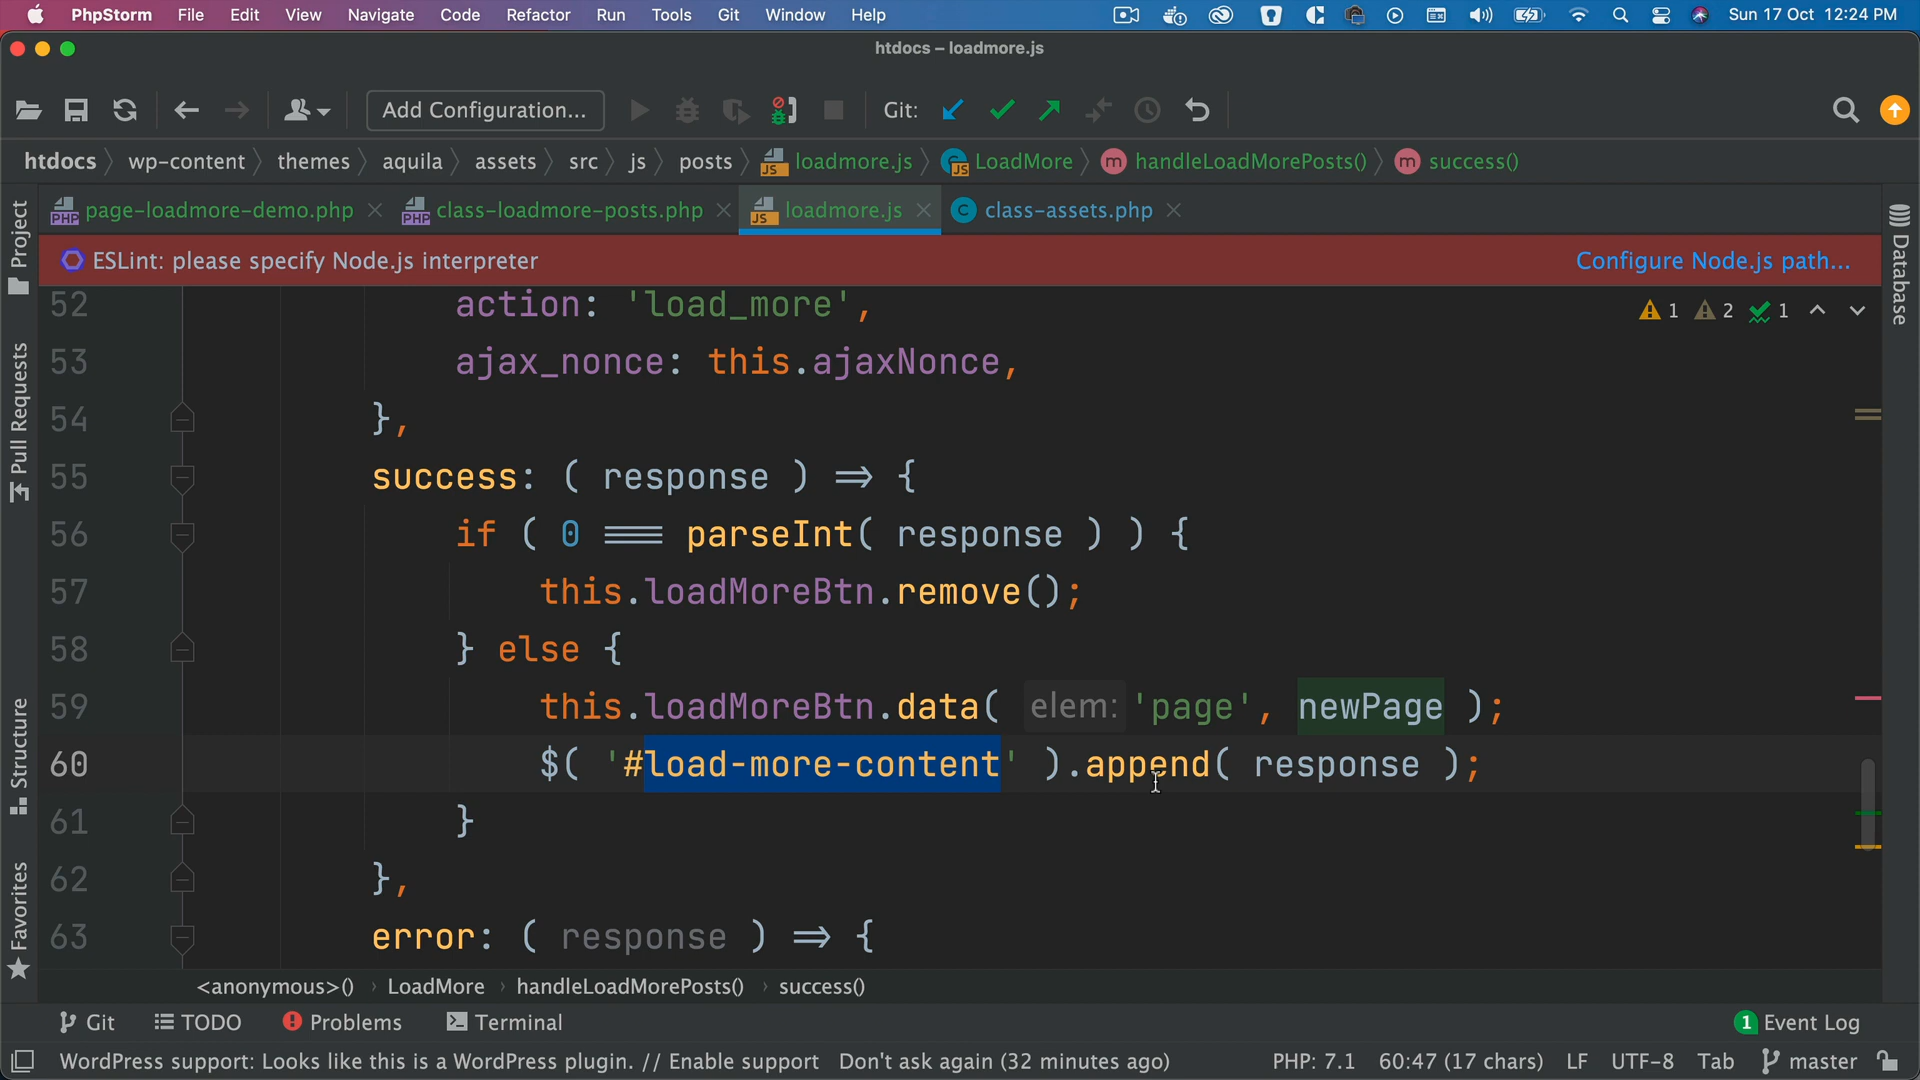 PhpStorm File Edit View Navigate Code Refactor Run Tools Git Window Help Sun 17 Oct 12:24 PM
htdocs – loadmore.js
Add Configuration... Git:
htdocs wp-content themes aquila assets src js posts loadmore.js LoadMore handleLoadMorePosts() success()
page-loadmore-demo.php class-loadmore-posts.php loadmore.js class-assets.php
ESLint: please specify Node.js interpreter Configure Node.js path...
52 action: 'load_more',
1 2 1
53 ajax_nonce: this.ajaxNonce,
54 },
55 success: ( response ) => {
56 if ( 0 === parseInt( response ) ) {
57 this.loadMoreBtn.remove();
58 } else {
59 this.loadMoreBtn.data( elem: 'page', newPage );
60 $( '#load-more-content' ).append( response );
61 }
62 },
63 error: ( response ) => {
Project
Pull Requests
Structure
Favorites
Database
<anonymous>() LoadMore handleLoadMorePosts() success()
Git TODO Problems Terminal 1 Event Log
WordPress support: Looks like this is a WordPress plugin. // Enable support Don't ask again (32 minutes ago) PHP: 7.1 60:47 (17 chars) LF UTF-8 Tab master